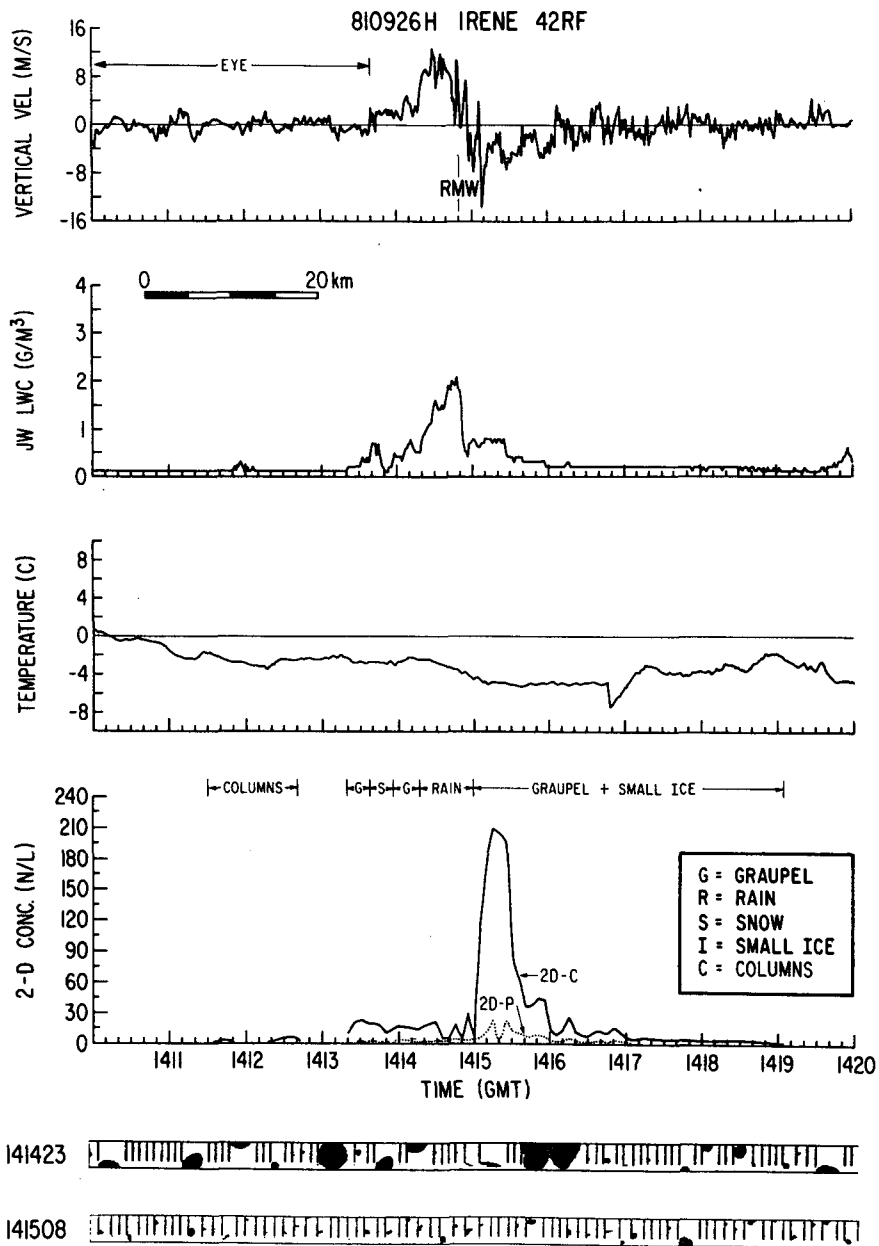 810926H IRENE 42RF
VERTICAL VEL (M/S)
16
8
0
-8
-16
EYE
RMW
JW LWC (G/M³)
4
3
2
1
0
0 20 km
TEMPERATURE (C)
8
4
0
-4
-8
2-D CONC. (N/L)
240
210
180
150
120
90
60
30
0
COLUMNS G S G RAIN GRAUPEL + SMALL ICE
G = GRAUPEL
R = RAIN
S = SNOW
I = SMALL ICE
C = COLUMNS
2D-C
2D-P
1411 1412 1413 1414 1415 1416 1417 1418 1419 1420
TIME (GMT)
141423
141508